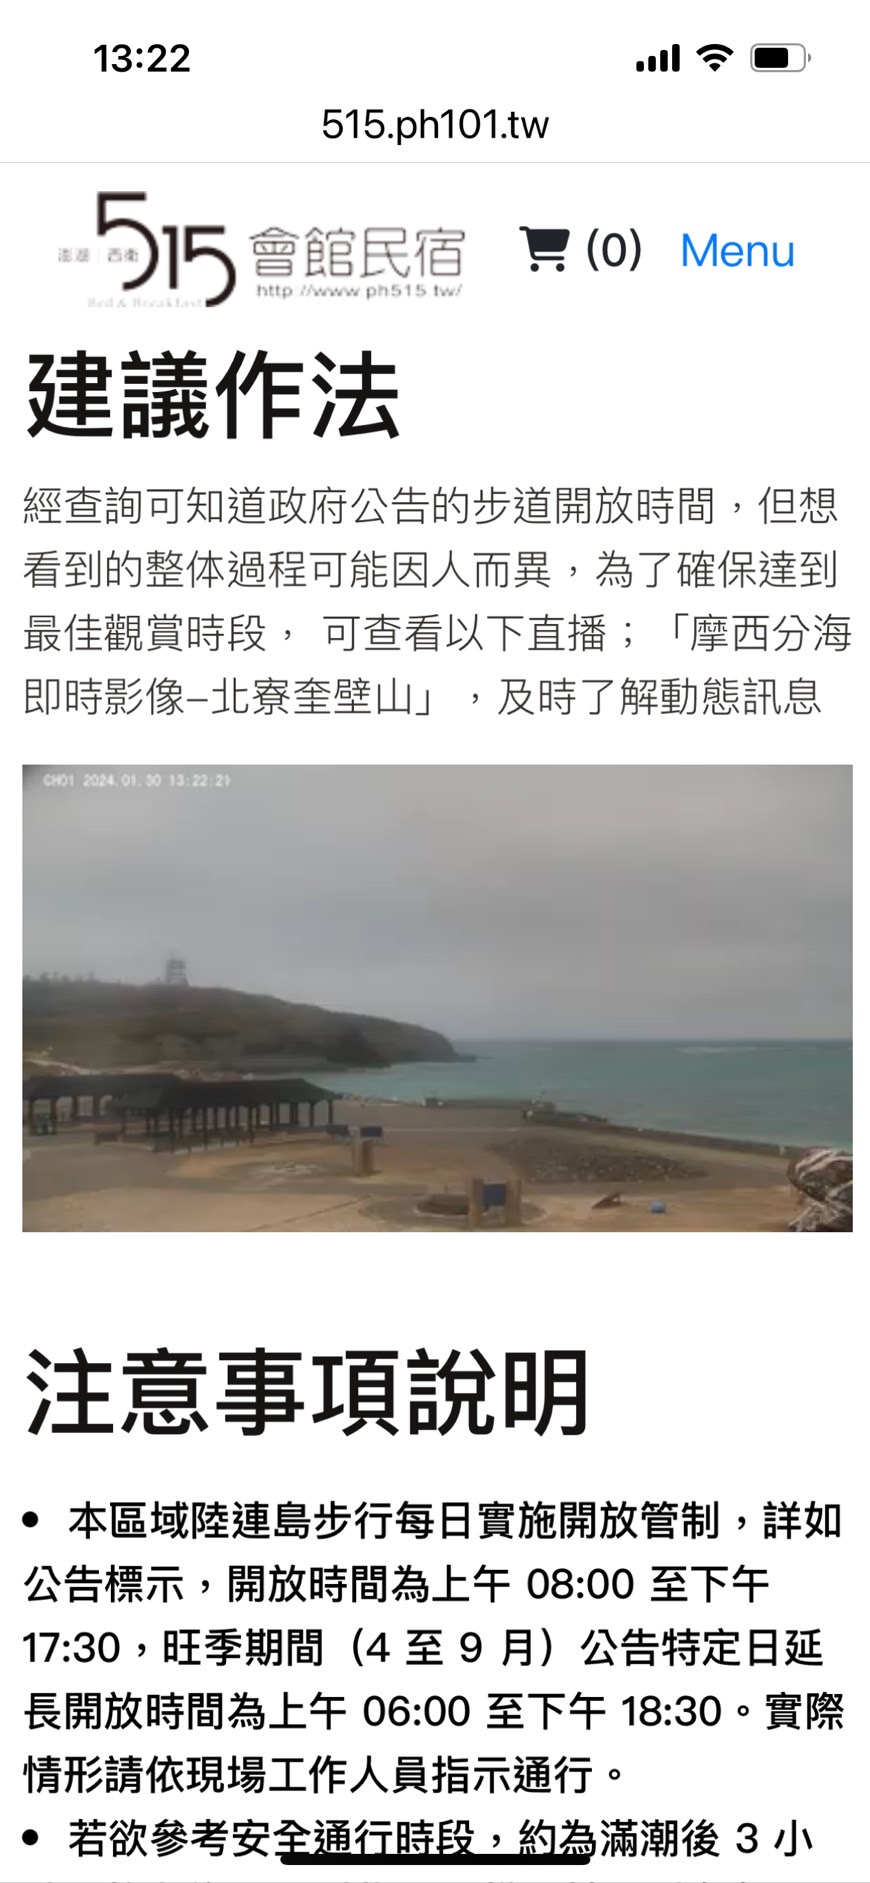 13:22
515.ph101.tw
澎湖 西衛 515 會館民宿 (0) Menu
http://www.ph515.tw/
Bed & Breakfast
建議作法
經查詢可知道政府公告的步道開放時間，但想
看到的整体過程可能因人而異，為了確保達到
最佳觀賞時段， 可查看以下直播；「摩西分海
即時影像–北寮奎壁山」，及時了解動態訊息
CH01 2024.01.30 13:22:21
注意事項說明
• 本區域陸連島步行每日實施開放管制，詳如
公告標示，開放時間為上午 08:00 至下午
17:30，旺季期間（4 至 9 月）公告特定日延
長開放時間為上午 06:00 至下午 18:30。實際
情形請依現場工作人員指示通行。
• 若欲參考安全通行時段，約為滿潮後 3 小